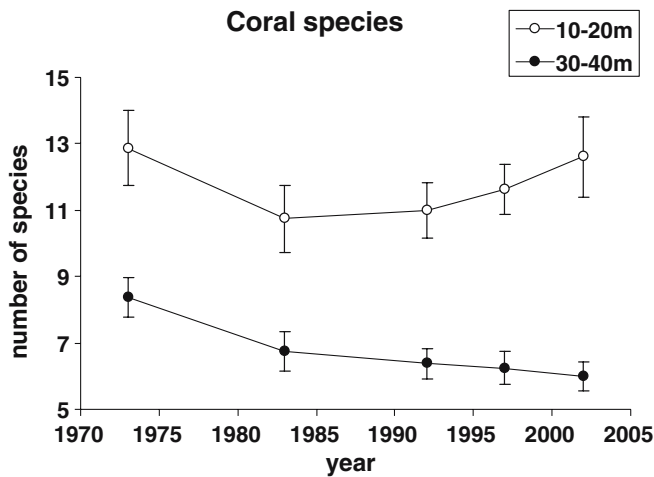 Coral species
10-20m
30-40m
15
13
11
9
7
5
number of species
1970 1975 1980 1985 1990 1995 2000 2005
year